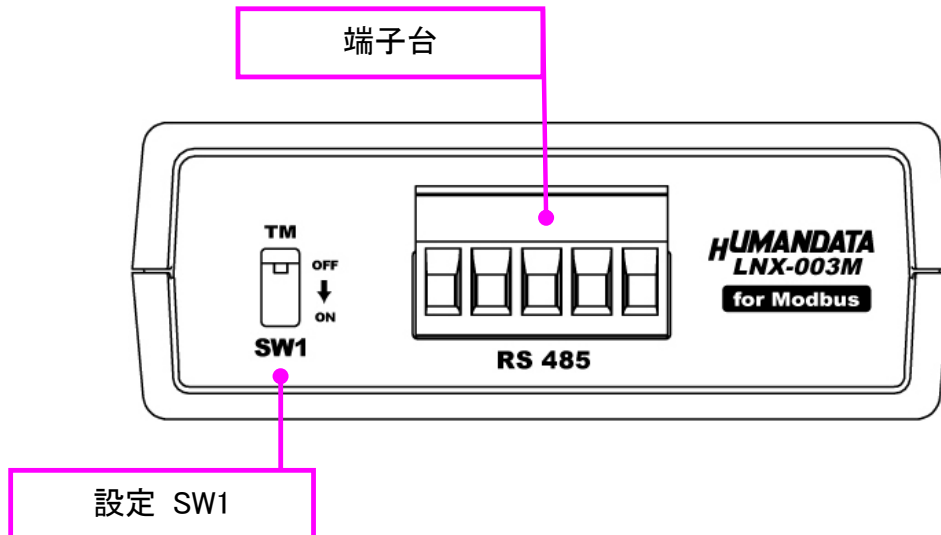 端子台
TM
OFF
ON
SW1
RS 485
HUMANDATA
LNX-003M
for Modbus
設定 SW1